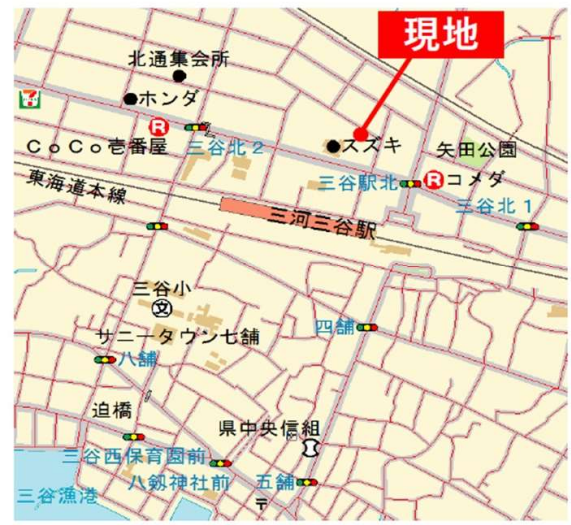 現地
北通集会所
ホンダ
R
CoCo壱番屋
三谷北2
スズキ
矢田公園
三谷駅北
R
コメダ
三谷北1
東海道本線
三河三谷駅
三谷小
文
サニータウン七舗
四舗
八舗
迫橋
県中央信組
三谷西保育園前
八剱神社前
五舗
〒
三谷漁港